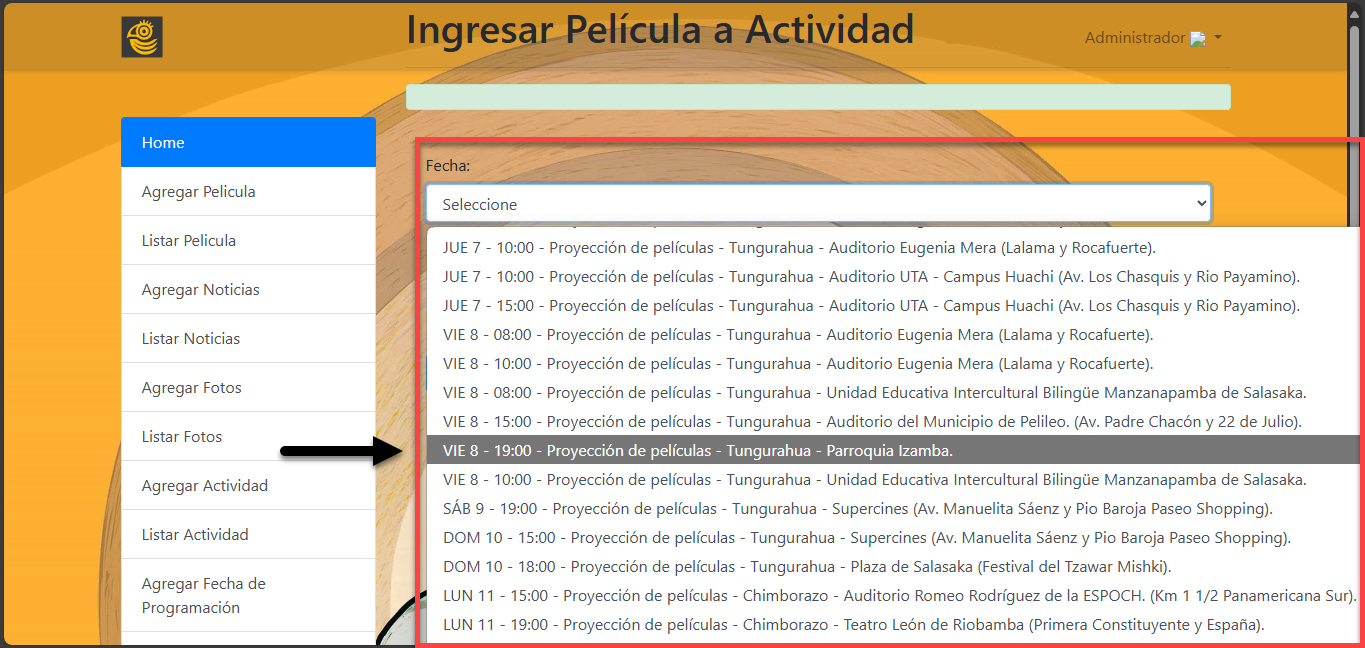 Ingresar Película a Actividad
Administrador
Home
Agregar Pelicula
Listar Pelicula
Agregar Noticias
Listar Noticias
Agregar Fotos
Listar Fotos
Agregar Actividad
Listar Actividad
Agregar Fecha de
Programación
Fecha:
Seleccione
JUE 7 - 10:00 - Proyección de películas - Tungurahua - Auditorio Eugenia Mera (Lalama y Rocafuerte).
JUE 7 - 10:00 - Proyección de películas - Tungurahua - Auditorio UTA - Campus Huachi (Av. Los Chasquis y Rio Payamino).
JUE 7 - 15:00 - Proyección de películas - Tungurahua - Auditorio UTA - Campus Huachi (Av. Los Chasquis y Rio Payamino).
VIE 8 - 08:00 - Proyección de películas - Tungurahua - Auditorio Eugenia Mera (Lalama y Rocafuerte).
VIE 8 - 10:00 - Proyección de películas - Tungurahua - Auditorio Eugenia Mera (Lalama y Rocafuerte).
VIE 8 - 08:00 - Proyección de películas - Tungurahua - Unidad Educativa Intercultural Bilingüe Manzanapamba de Salasaka.
VIE 8 - 15:00 - Proyección de películas - Tungurahua - Auditorio del Municipio de Pelileo. (Av. Padre Chacón y 22 de Julio).
VIE 8 - 19:00 - Proyección de películas - Tungurahua - Parroquia Izamba.
VIE 8 - 10:00 - Proyección de películas - Tungurahua - Unidad Educativa Intercultural Bilingüe Manzanapamba de Salasaka.
SÁB 9 - 19:00 - Proyección de películas - Tungurahua - Supercines (Av. Manuelita Sáenz y Pio Baroja Paseo Shopping).
DOM 10 - 15:00 - Proyección de películas - Tungurahua - Supercines (Av. Manuelita Sáenz y Pio Baroja Paseo Shopping).
DOM 10 - 18:00 - Proyección de películas - Tungurahua - Plaza de Salasaka (Festival del Tzawar Mishki).
LUN 11 - 15:00 - Proyección de películas - Chimborazo - Auditorio Romeo Rodríguez de la ESPOCH. (Km 1 1/2 Panamericana Sur).
LUN 11 - 19:00 - Proyección de películas - Chimborazo - Teatro León de Riobamba (Primera Constituyente y España).